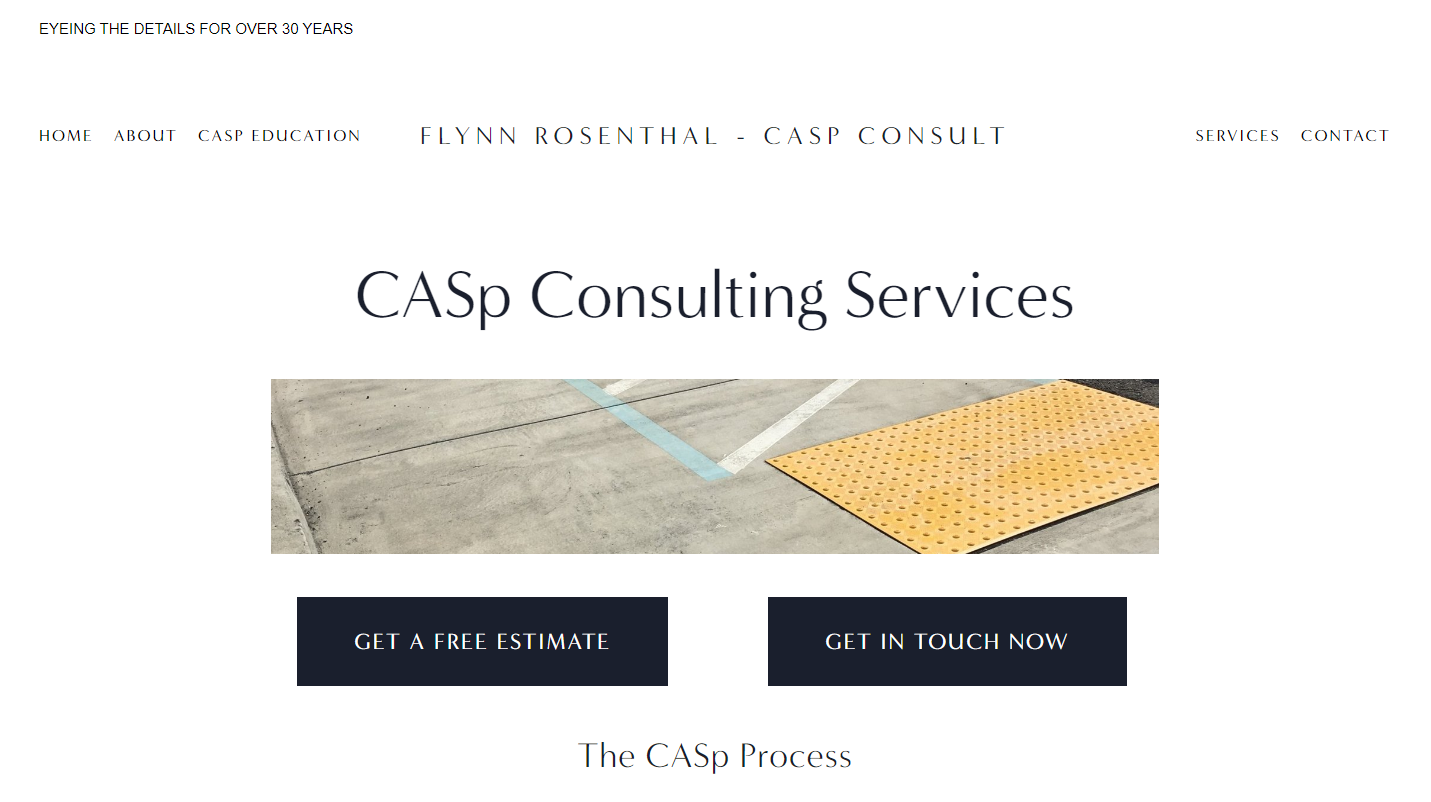 EYEING THE DETAILS FOR OVER 30 YEARS
HOME ABOUT CASP EDUCATION FLYNN ROSENTHAL - CASP CONSULT SERVICES CONTACT
CASp Consulting Services
GET A FREE ESTIMATE GET IN TOUCH NOW
The CASp Process